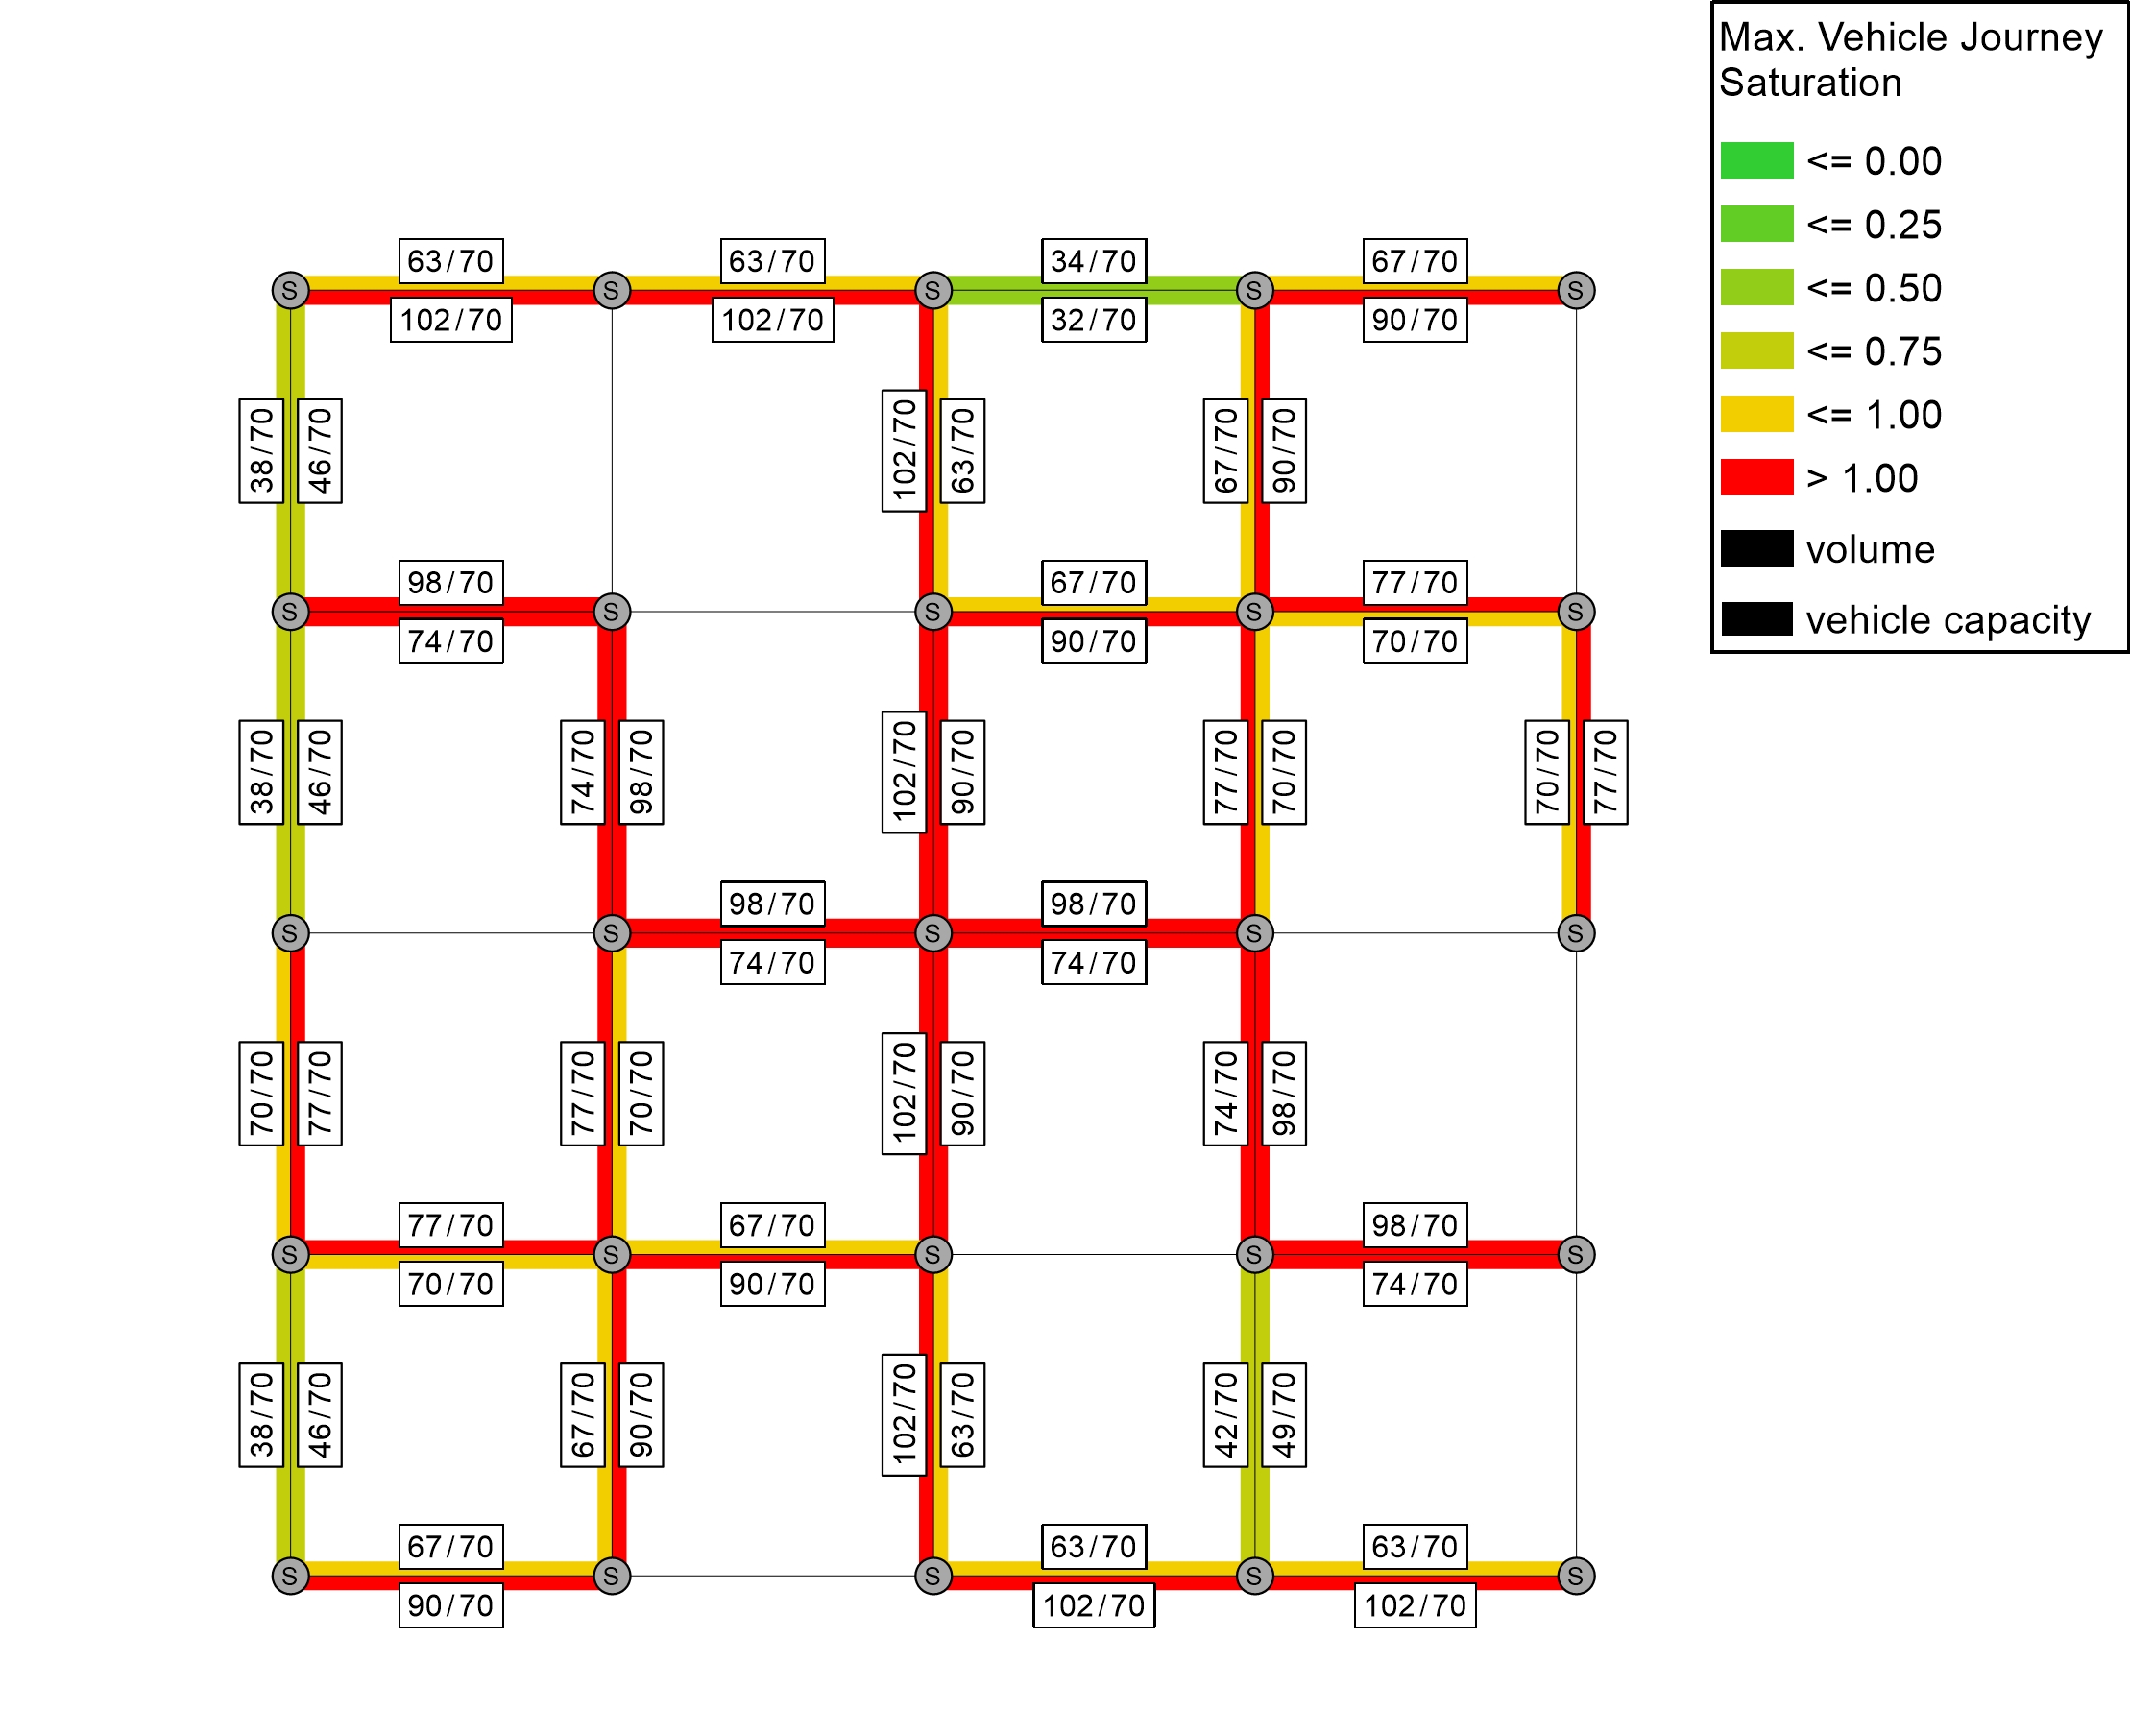 Max. Vehicle Journey
Saturation
<= 0.00
<= 0.25
<= 0.50
<= 0.75
<= 1.00
> 1.00
volume
vehicle capacity
63/70 63/70 34/70 67/70
S S S S S
102/70 102/70 32/70 90/70
38/70 46/70 102/70 63/70 67/70 90/70
98/70 67/70 77/70
S S S S S
74/70 90/70 70/70
38/70 46/70 74/70 98/70 102/70 90/70 77/70 70/70 70/70 77/70
98/70 98/70
S S S S S
74/70 74/70
70/70 77/70 77/70 70/70 102/70 90/70 74/70 98/70
77/70 67/70 98/70
S S S S S
70/70 90/70 74/70
38/70 46/70 67/70 90/70 102/70 63/70 42/70 49/70
67/70 63/70 63/70
S S S S S
90/70 102/70 102/70